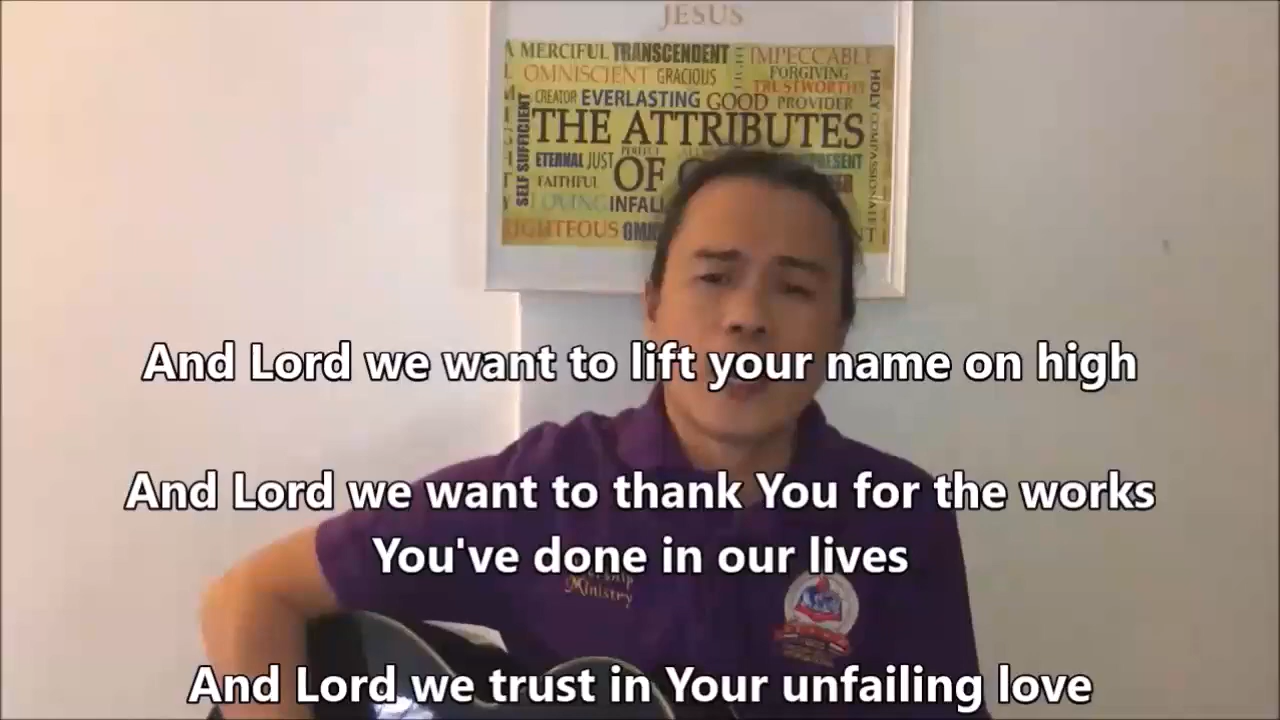 JESUS
MERCIFUL TRANSCENDENT IMPECCABLE
OMNISCIENT GRACIOUS FORGIVING
TRUSTWORTHY
CREATOR EVERLASTING GOOD PROVIDER
HOLY COMPASSIONATE
SELF SUFFICIENT
THE ATTRIBUTES
ETERNAL JUST
OF
FAITHFUL
LOVING
And Lord we want to lift your name on high
And Lord we want to thank You for the works
You've done in our lives
Ministry
And Lord we trust in Your unfailing love